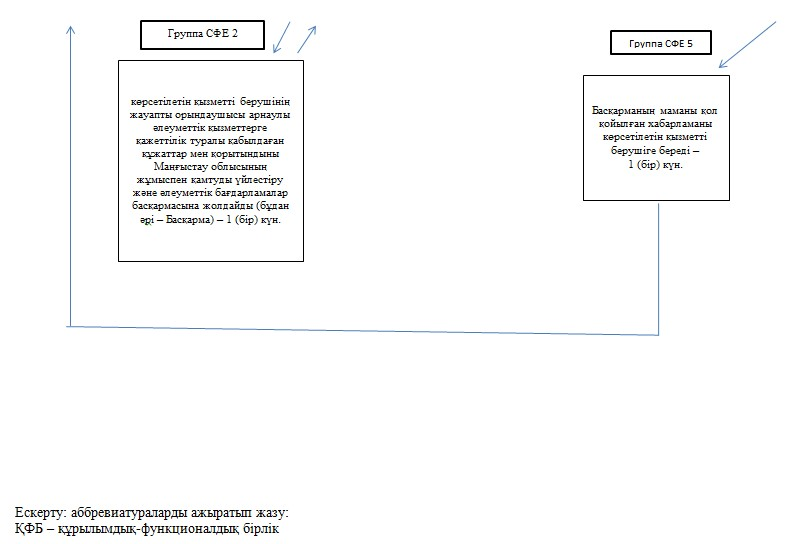 Группа СФЕ 2
көрсетілетін қызметті берушінің
жауапты орындаушысы арнаулы
әлеуметтік қызметтерге
қажеттілік туралы қабылдаған
құжаттар мен қорытындыны
Маңғыстау облысының
жұмыспен қамтуды үйлестіру
және әлеуметтік бағдарламалар
басқармасына жолдайды (бұдан
әрі – Басқарма) – 1 (бір) күн.
Группа СФЕ 5
Басқарманың маманы қол
қойылған хабарламаны
көрсетілетін қызметті
берушіге береді –
1 (бір) күн.
Ескерту: аббревиатураларды ажыратып жазу:
ҚФБ – құрылымдық-функционалдық бірлік